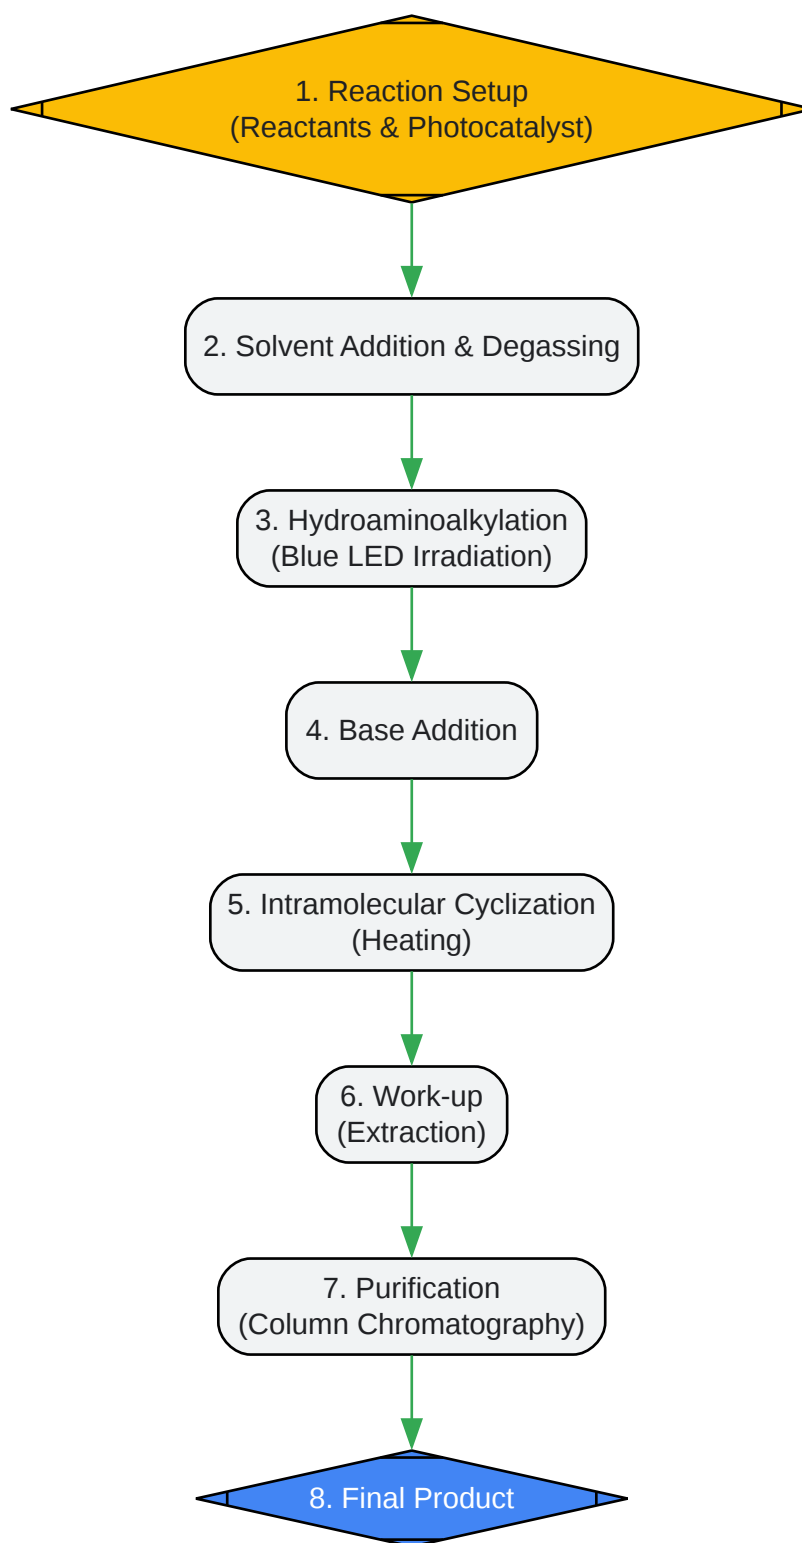 1. Reaction Setup
(Reactants & Photocatalyst)
2. Solvent Addition & Degassing
3. Hydroaminoalkylation
(Blue LED Irradiation)
4. Base Addition
5. Intramolecular Cyclization
(Heating)
6. Work-up
(Extraction)
7. Purification
(Column Chromatography)
8. Final Product